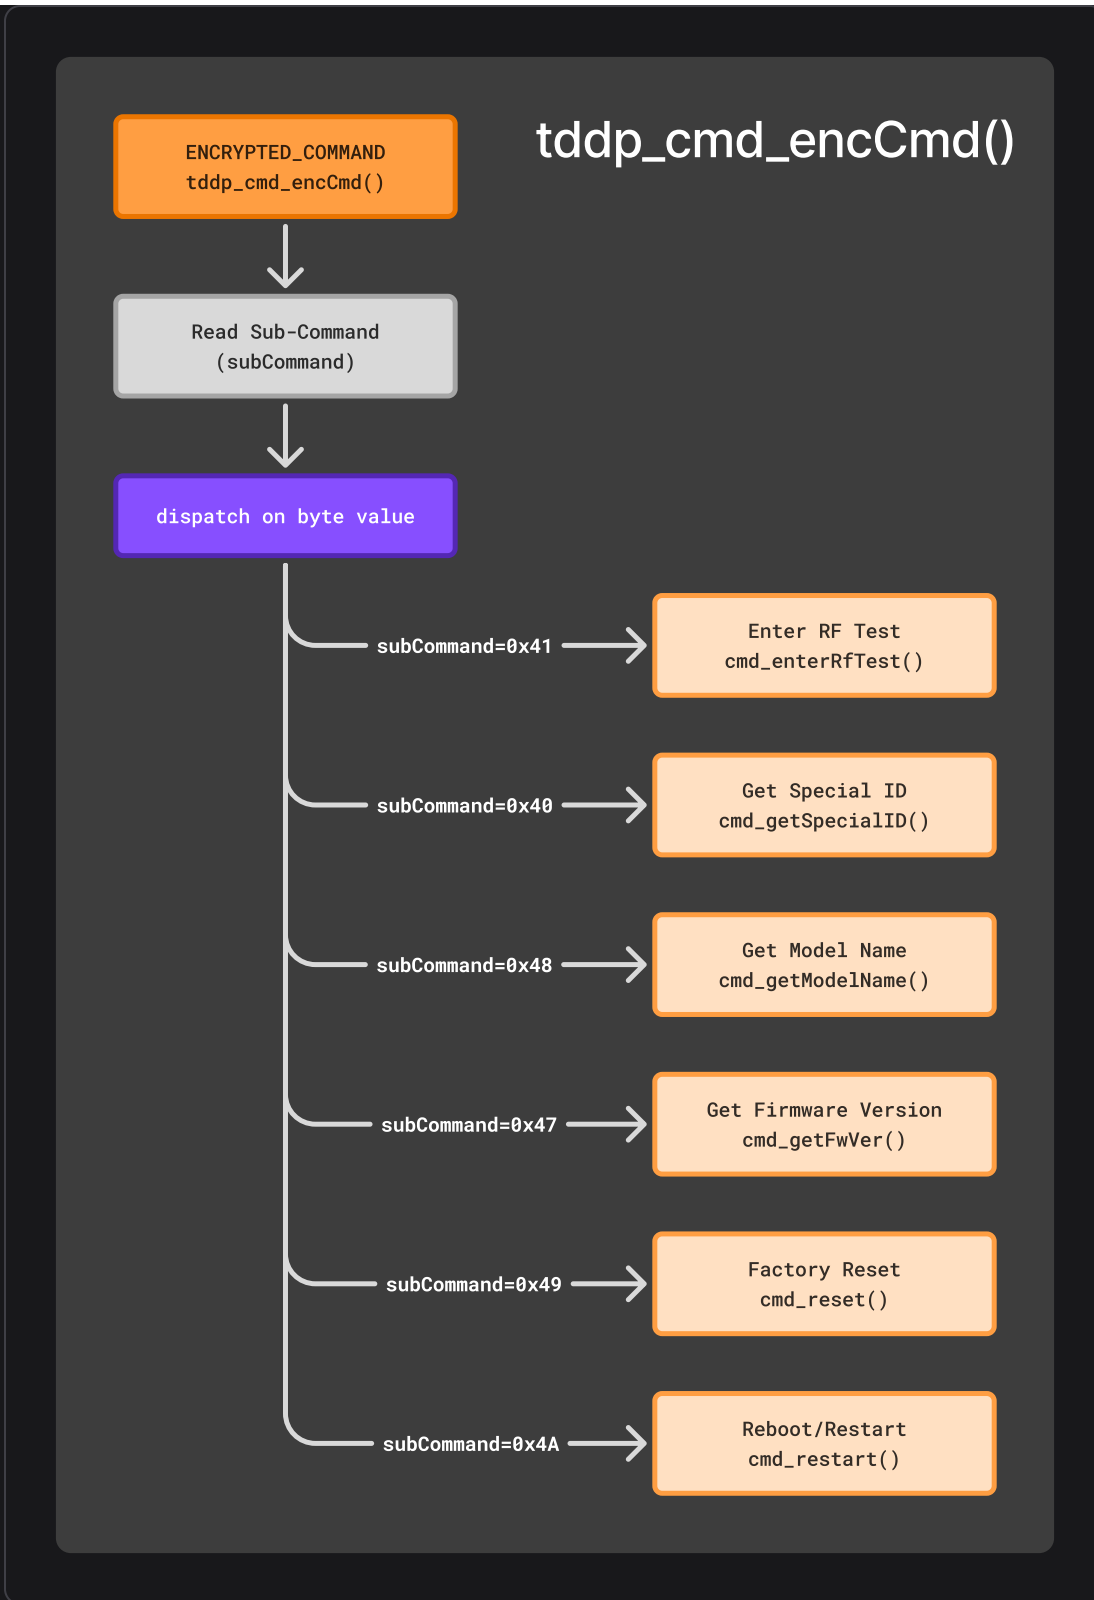 tddp_cmd_encCmd()
ENCRYPTED_COMMAND
tddp_cmd_encCmd()
Read Sub-Command
(subCommand)
dispatch on byte value
subCommand=0x41
Enter RF Test
cmd_enterRfTest()
subCommand=0x40
Get Special ID
cmd_getSpecialID()
subCommand=0x48
Get Model Name
cmd_getModelName()
subCommand=0x47
Get Firmware Version
cmd_getFwVer()
subCommand=0x49
Factory Reset
cmd_reset()
subCommand=0x4A
Reboot/Restart
cmd_restart()